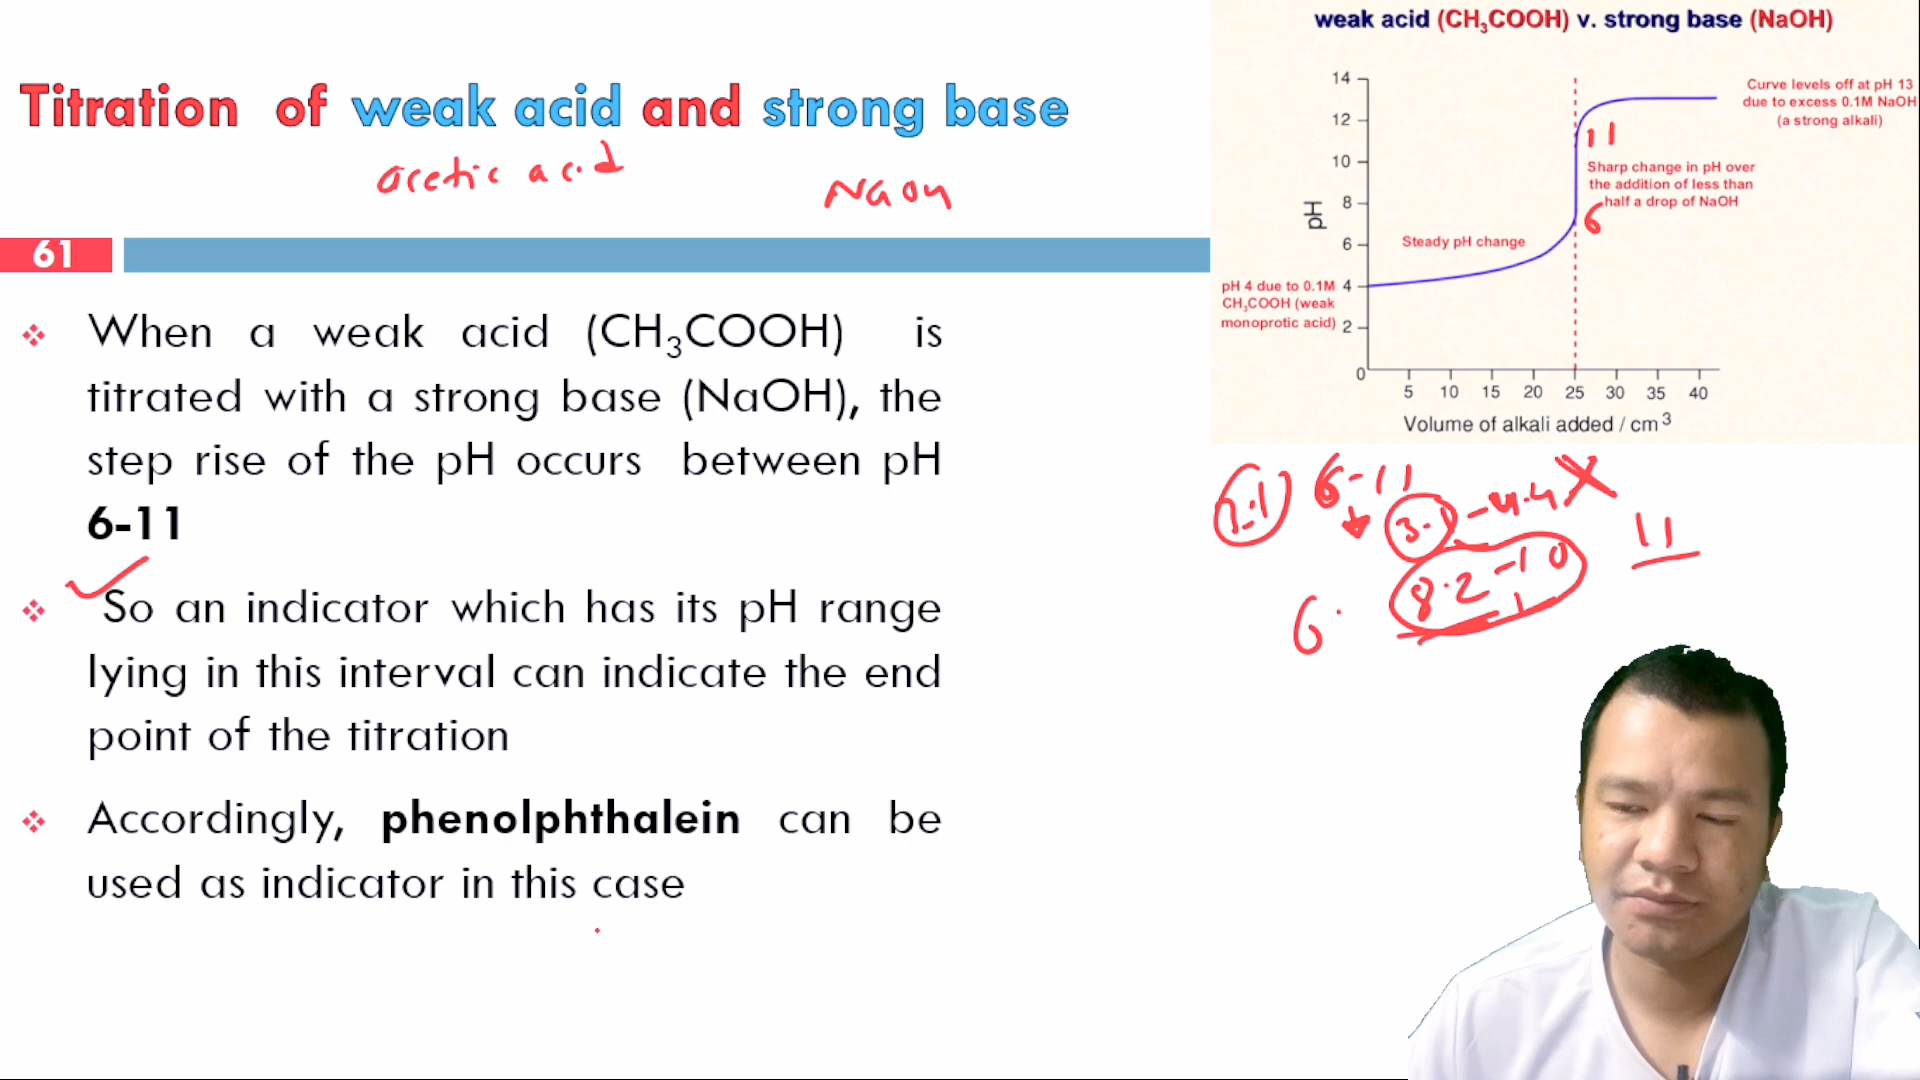 Titration of weak acid and strong base
acetic acid
NaOH
61
When a weak acid (CH₃COOH) is
titrated with a strong base (NaOH), the
step rise of the pH occurs between pH
6-11
So an indicator which has its pH range
lying in this interval can indicate the end
point of the titration
Accordingly, phenolphthalein can be
used as indicator in this case
weak acid (CH₃COOH) v. strong base (NaOH)
14
12
10
8
6
4
2
0
pH
Curve levels off at pH 13
due to excess 0.1M NaOH
(a strong alkali)
11
Sharp change in pH over
the addition of less than
half a drop of NaOH
6
Steady pH change
pH 4 due to 0.1M
CH₃COOH (weak
monoprotic acid)
5 10 15 20 25 30 35 40
Volume of alkali added / cm³
6-11
3.1-4.4
11
8.2-10
6